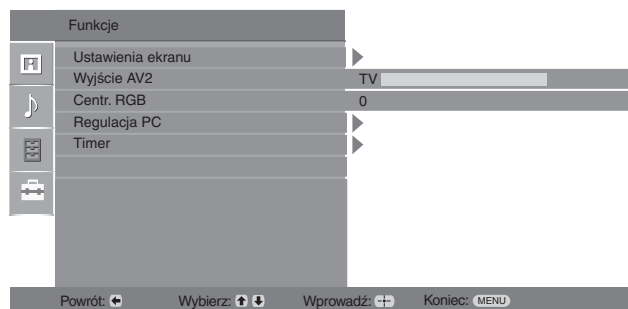 Funkcje
Ustawienia ekranu
Wyjście AV2 TV
Centr. RGB 0
Regulacja PC
Timer
Powrót: Wybierz: Wprowadź: Koniec: MENU